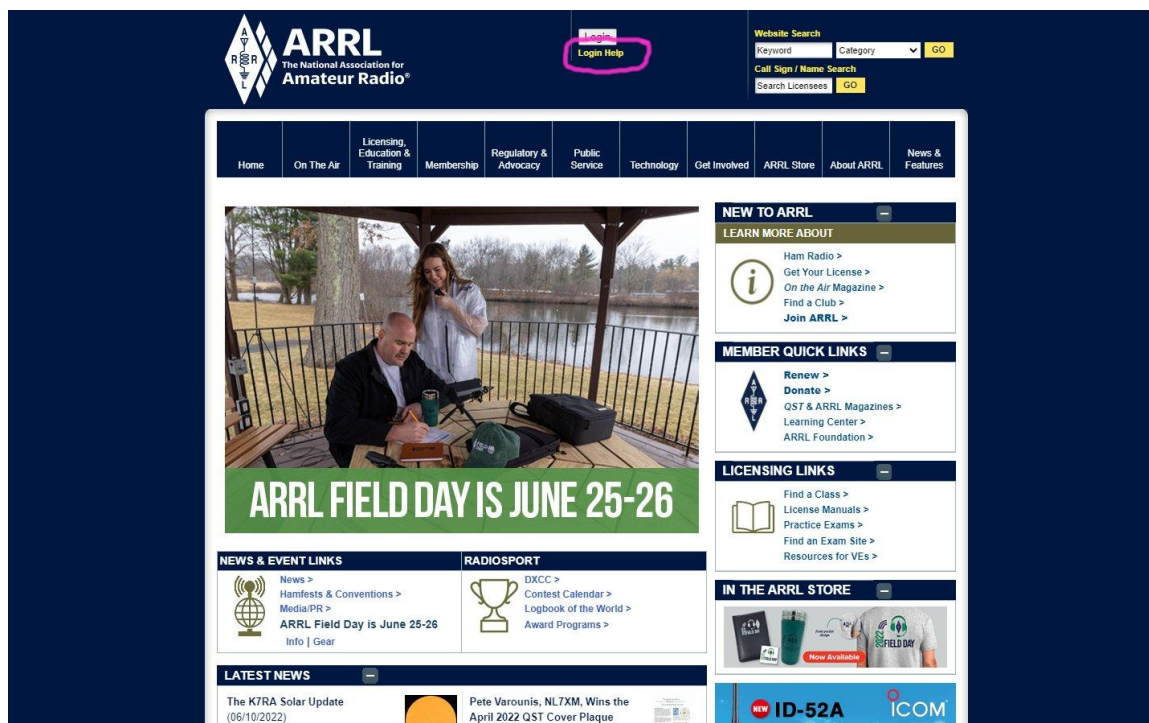 ARRL
The National Association for
Amateur Radio®
Login
Login Help
Website Search
Keyword
Category
GO
Call Sign / Name Search
Search Licensees
GO
Home
On The Air
Licensing,
Education &
Training
Membership
Regulatory &
Advocacy
Public
Service
Technology
Get Involved
ARRL Store
About ARRL
News &
Features
ARRL FIELD DAY IS JUNE 25-26
NEWS & EVENT LINKS
News >
Hamfests & Conventions >
Media/PR >
ARRL Field Day is June 25-26
Info | Gear
RADIOSPORT
DXCC >
Contest Calendar >
Logbook of the World >
Award Programs >
LATEST NEWS
The K7RA Solar Update
(06/10/2022)
Pete Varounis, NL7XM, Wins the
April 2022 QST Cover Plaque
NEW TO ARRL
LEARN MORE ABOUT
Ham Radio >
Get Your License >
On the Air Magazine >
Find a Club >
Join ARRL >
MEMBER QUICK LINKS
Renew >
Donate >
QST & ARRL Magazines >
Learning Center >
ARRL Foundation >
LICENSING LINKS
Find a Class >
License Manuals >
Practice Exams >
Find an Exam Site >
Resources for VEs >
IN THE ARRL STORE
2022
FIELD DAY
Now Available
NEW ID-52A
ICOM